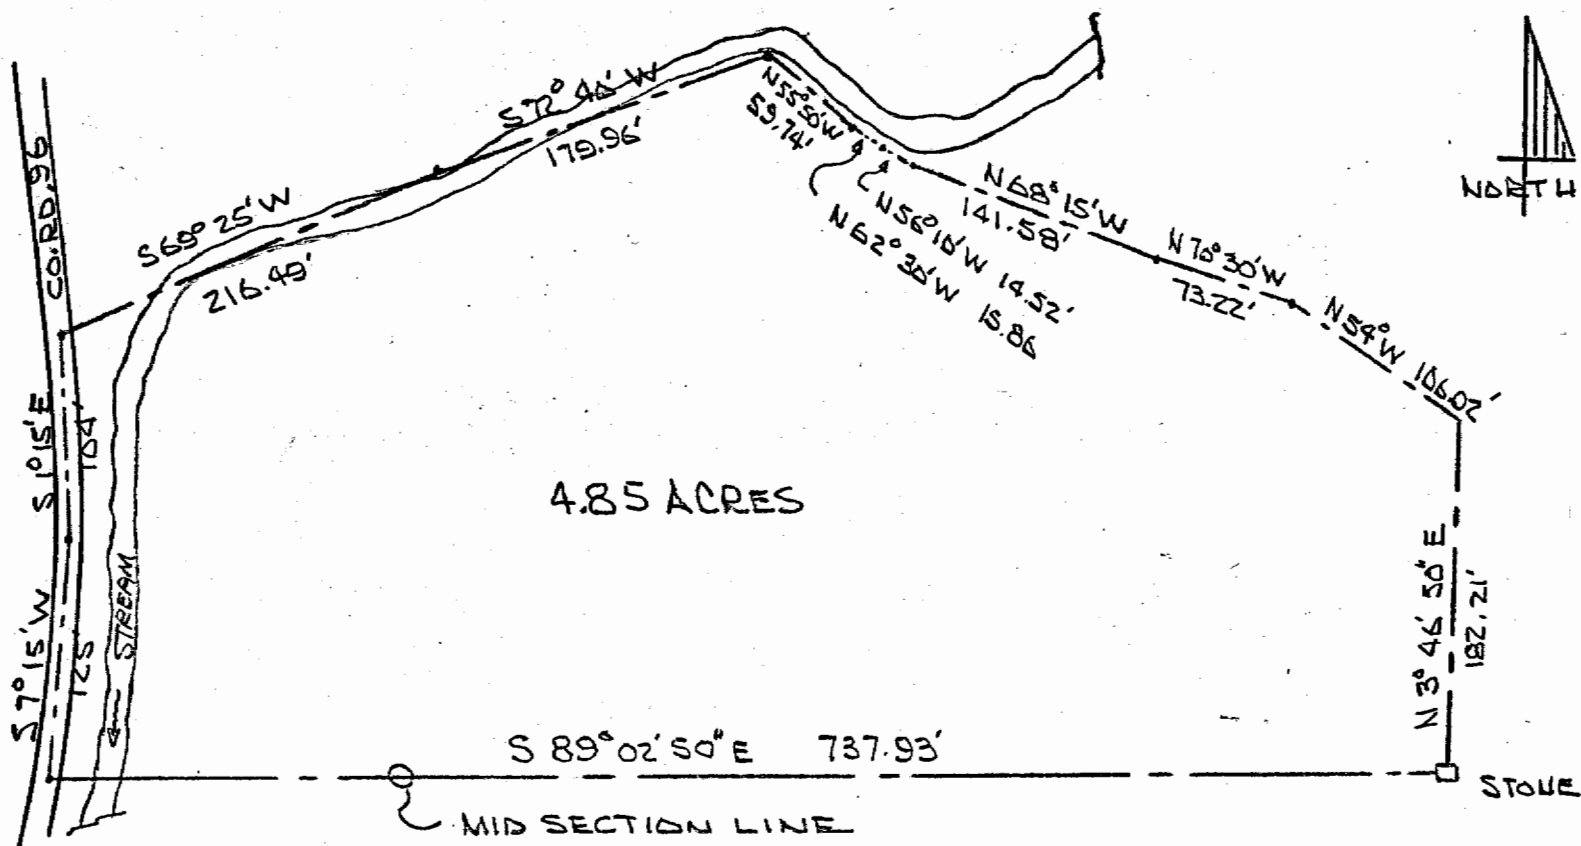 S 72° 40' W
179.96'
N 55° 50' W
59.74'
NORTH
CO. RD. 96
S 69° 25' W
216.49'
N 68° 15' W
141.58'
N 56° 10' W 14.52'
N 62° 30' W 15.86
N 70° 30' W
73.22'
N 54° W 106.02'
S 1° 15' E
104'
4.85 ACRES
S 7° 15' W
125
STREAM
N 3° 46' 50" E
182.21'
S 89° 02' 50" E 737.93'
STONE
MID SECTION LINE